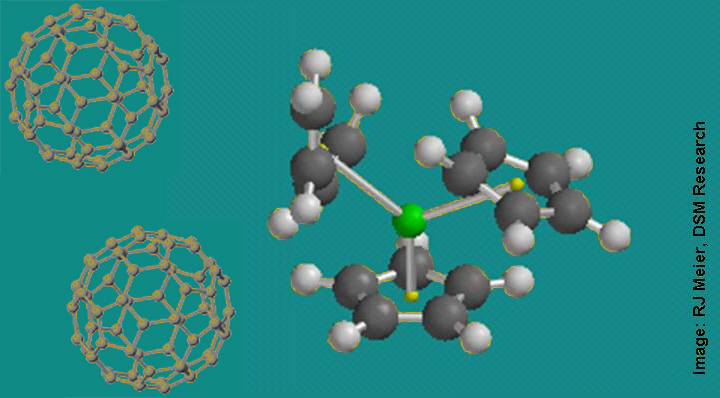 Image: RJ Meier, DSM Research